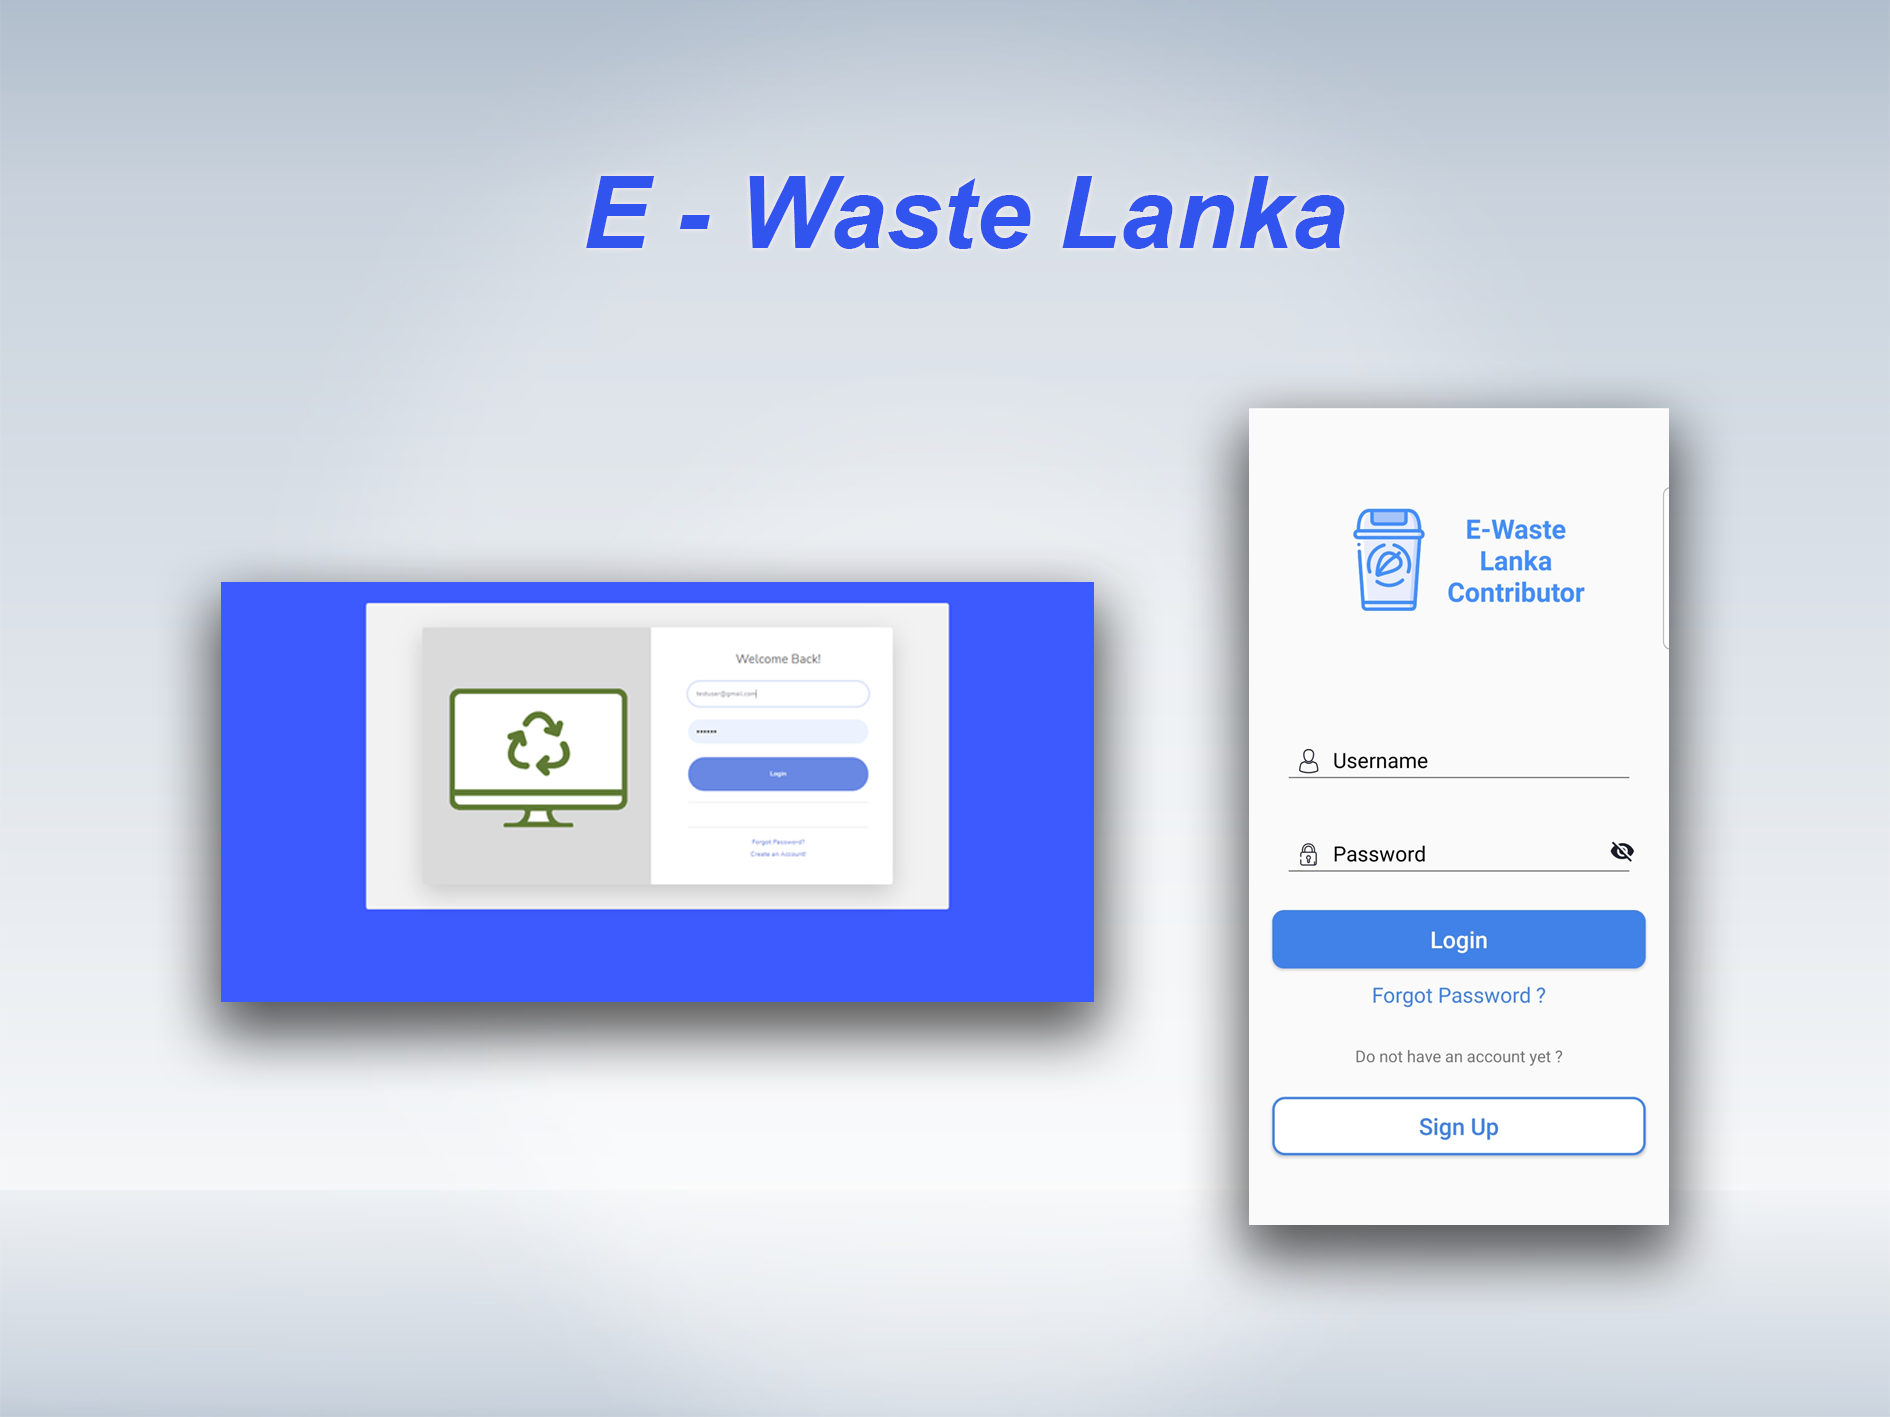 E - Waste Lanka
Welcome Back!
testuser@gmail.com
Login
Forgot Password?
Create an Account!
E-Waste
Lanka
Contributor
Username
Password
Login
Forgot Password ?
Do not have an account yet ?
Sign Up